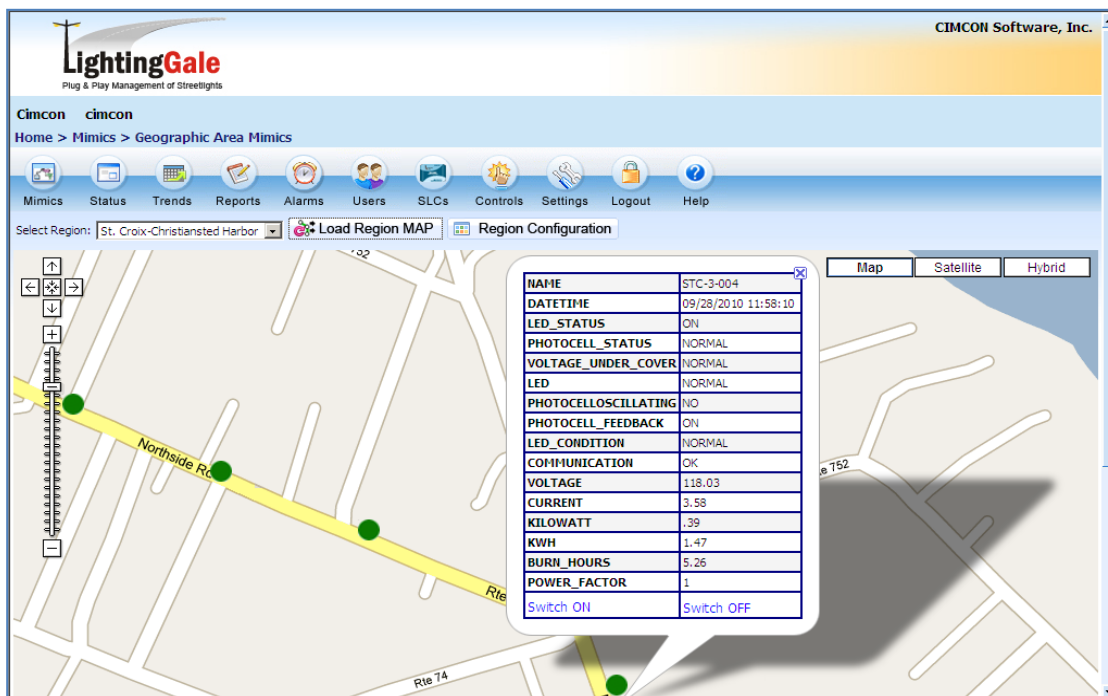 CIMCON Software, Inc.
LightingGale
Plug & Play Management of Streetlights
Cimcon cimcon
Home > Mimics > Geographic Area Mimics
Mimics Status Trends Reports Alarms Users SLCs Controls Settings Logout Help
Select Region: St. Croix-Christiansted Harbor Load Region MAP Region Configuration
Map Satellite Hybrid
NAME STC-3-004
DATETIME 09/28/2010 11:58:10
LED_STATUS ON
PHOTOCELL_STATUS NORMAL
VOLTAGE_UNDER_COVER NORMAL
LED NORMAL
PHOTOCELLOSCILLATING NO
PHOTOCELL_FEEDBACK ON
LED_CONDITION NORMAL
COMMUNICATION OK
VOLTAGE 118.03
CURRENT 3.58
KILOWATT .39
KWH 1.47
BURN_HOURS 5.26
POWER_FACTOR 1
Switch ON Switch OFF
Northside Rd
752
Rte
Rte 74